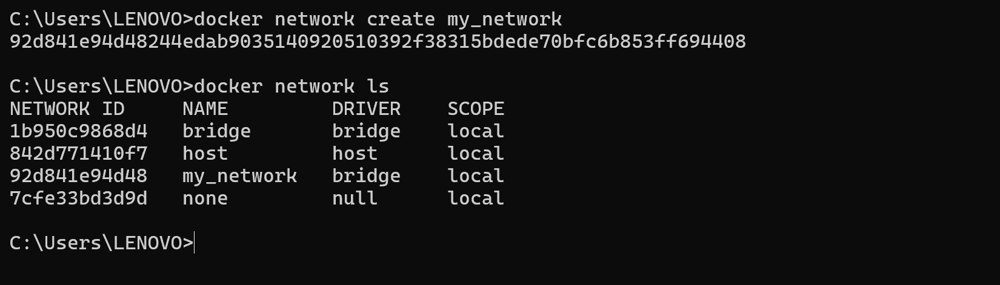 C:\Users\LENOVO>docker network create my_network
92d841e94d48244edab9035140920510392f38315bdede70bfc6b853ff694408
C:\Users\LENOVO>docker network ls
NETWORK ID     NAME         DRIVER    SCOPE
1b950c9868d4   bridge       bridge    local
842d771410f7   host         host      local
92d841e94d48   my_network   bridge    local
7cfe33bd3d9d   none         null      local
C:\Users\LENOVO>